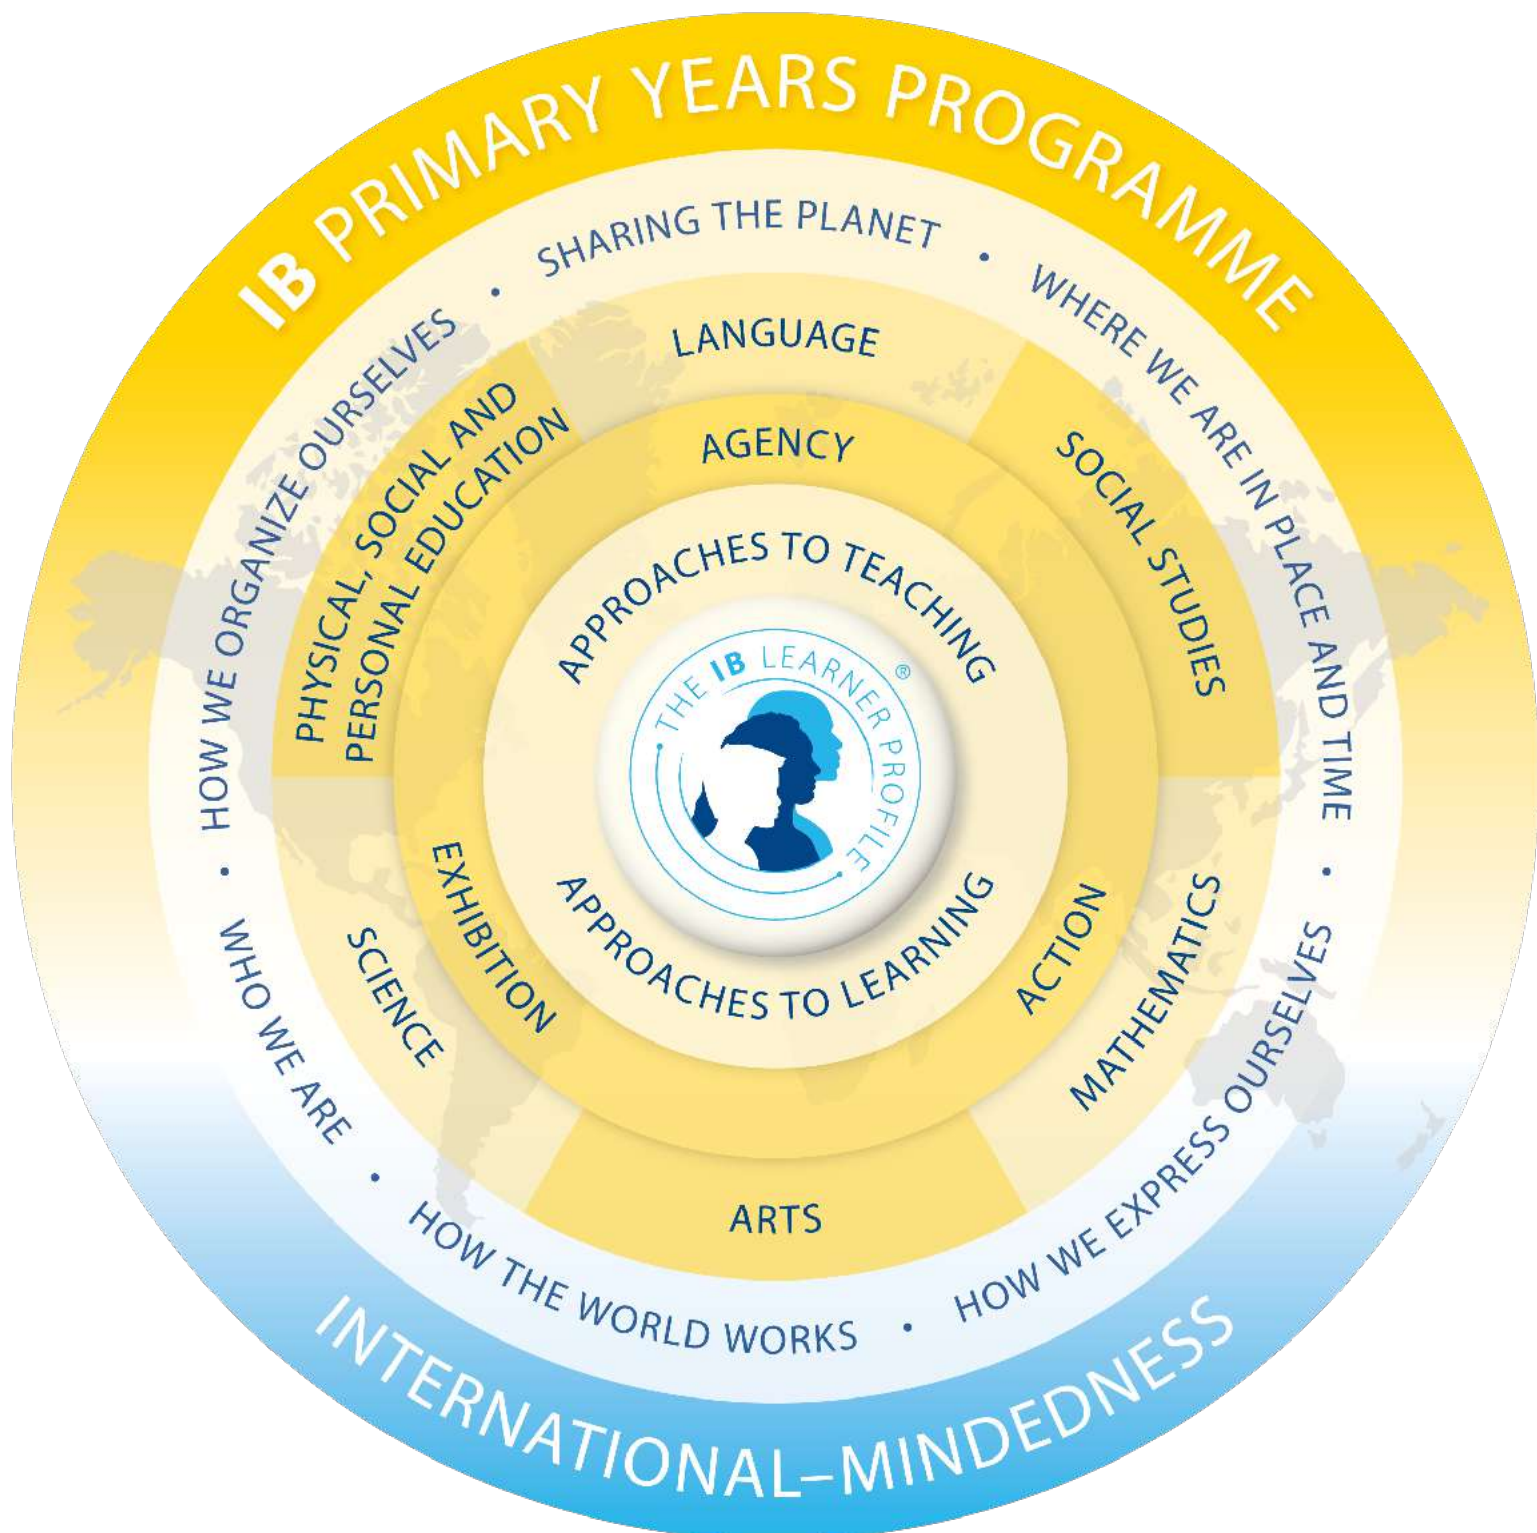 IB PRIMARY YEARS PROGRAMME
SHARING THE PLANET
•
WHERE WE ARE IN PLACE AND TIME
•
HOW WE EXPRESS OURSELVES
•
HOW THE WORLD WORKS
•
WHO WE ARE
•
HOW WE ORGANIZE OURSELVES
•
LANGUAGE
SOCIAL STUDIES
MATHEMATICS
ARTS
SCIENCE
PHYSICAL, SOCIAL AND
PERSONAL EDUCATION
AGENCY
ACTION
EXHIBITION
APPROACHES TO TEACHING
THE IB LEARNER PROFILE ®
APPROACHES TO LEARNING
INTERNATIONAL–MINDEDNESS